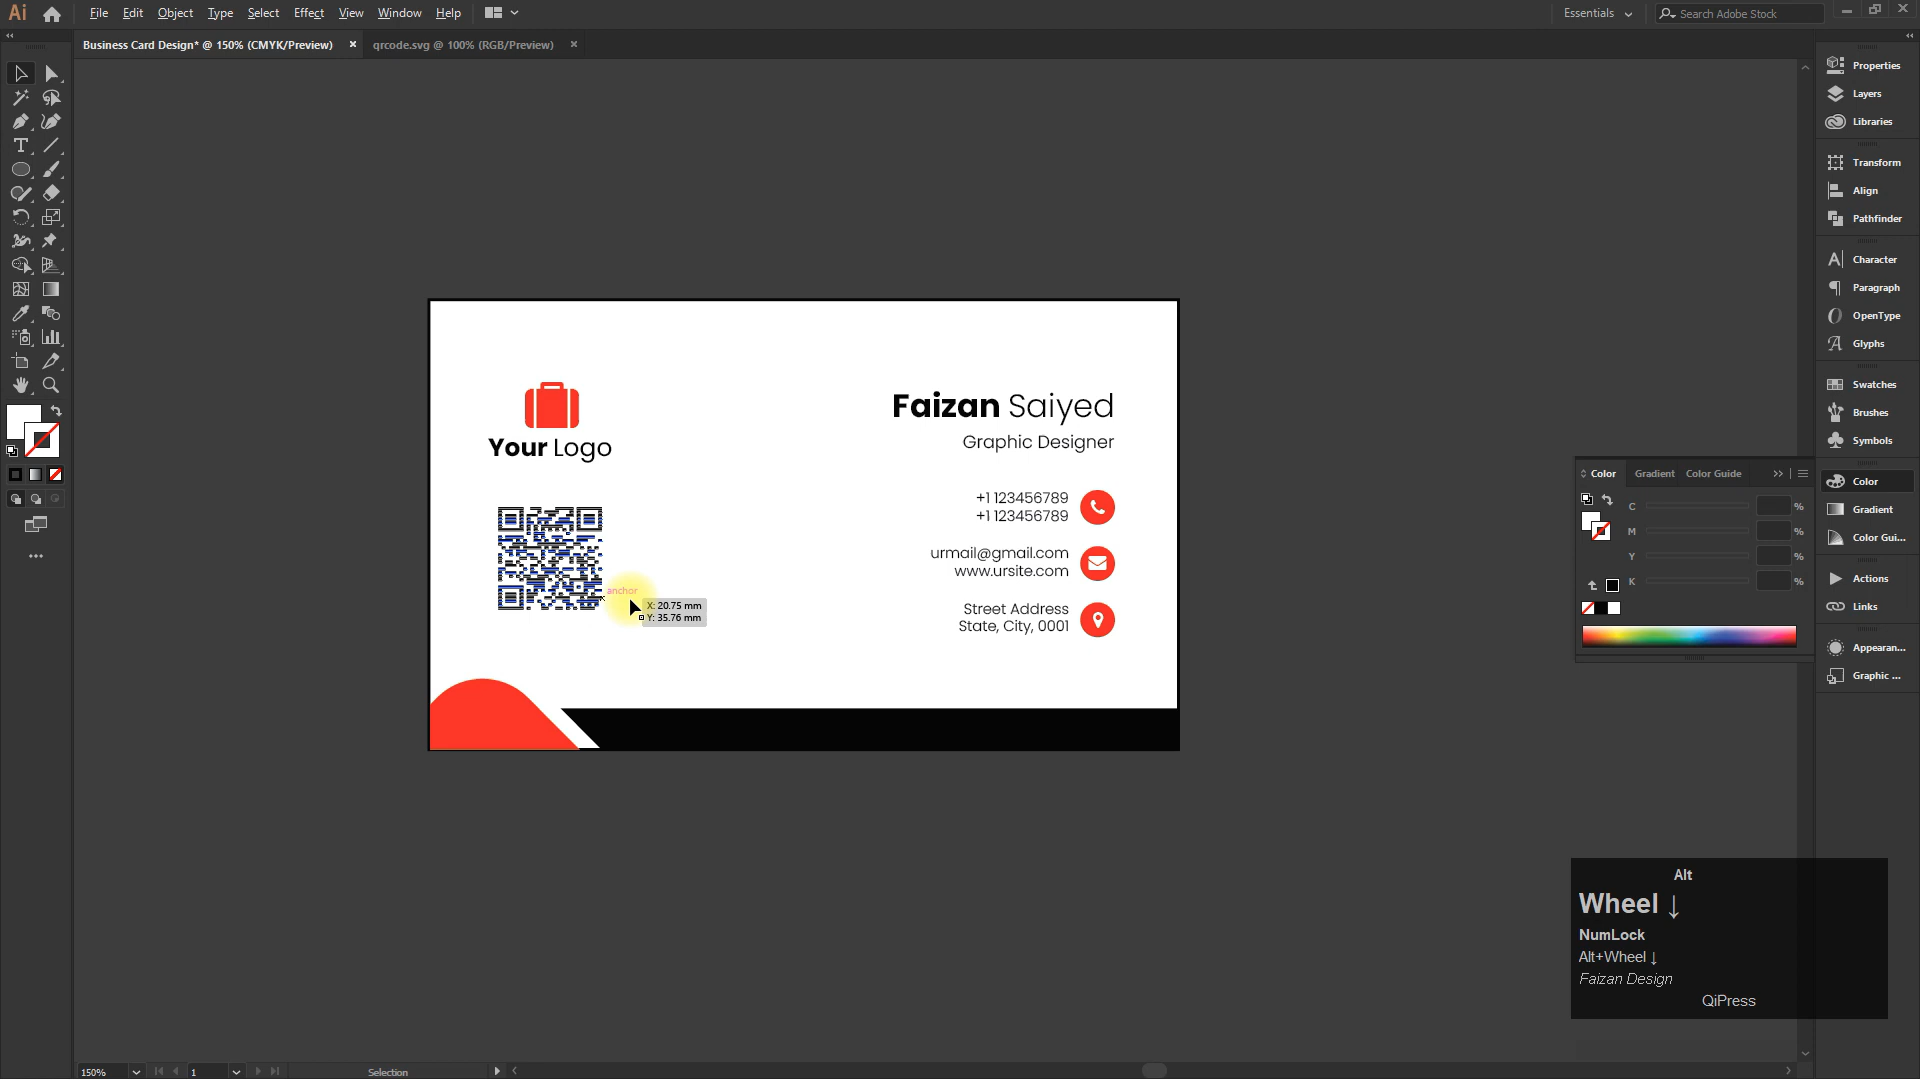 Ai
File Edit Object Type Select Effect View Window Help
Essentials
Search Adobe Stock
Business Card Design* @ 150% (CMYK/Preview) ×
qrcode.svg @ 100% (RGB/Preview) ×
Properties
Layers
Libraries
Transform
Align
Pathfinder
Character
Paragraph
OpenType
Glyphs
Swatches
Brushes
Symbols
Color
Gradient
Color Gui...
Actions
Links
Appearan...
Graphic ...
Your Logo
Faizan Saiyed
Graphic Designer
+1 123456789
+1 123456789
urmail@gmail.com
www.ursite.com
Street Address
State, City, 0001
anchor
X: 20.75 mm
Y: 35.76 mm
Color Gradient Color Guide
C %
M %
Y %
K %
Alt
Wheel ↓
NumLock
Alt+Wheel ↓
Faizan Design
QiPress
150% 1 Selection